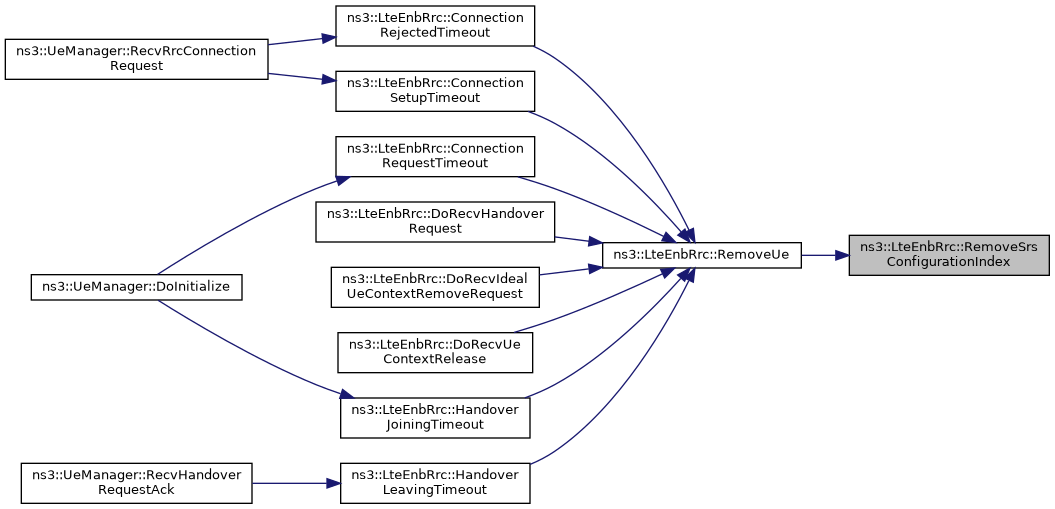 ns3::LteEnbRrc::Connection
RejectedTimeout
ns3::UeManager::RecvRrcConnection
Request
ns3::LteEnbRrc::Connection
SetupTimeout
ns3::LteEnbRrc::Connection
RequestTimeout
ns3::LteEnbRrc::DoRecvHandover
Request
ns3::LteEnbRrc::RemoveUe
ns3::LteEnbRrc::RemoveSrs
ConfigurationIndex
ns3::UeManager::DoInitialize
ns3::LteEnbRrc::DoRecvIdeal
UeContextRemoveRequest
ns3::LteEnbRrc::DoRecvUe
ContextRelease
ns3::LteEnbRrc::Handover
JoiningTimeout
ns3::UeManager::RecvHandover
RequestAck
ns3::LteEnbRrc::Handover
LeavingTimeout